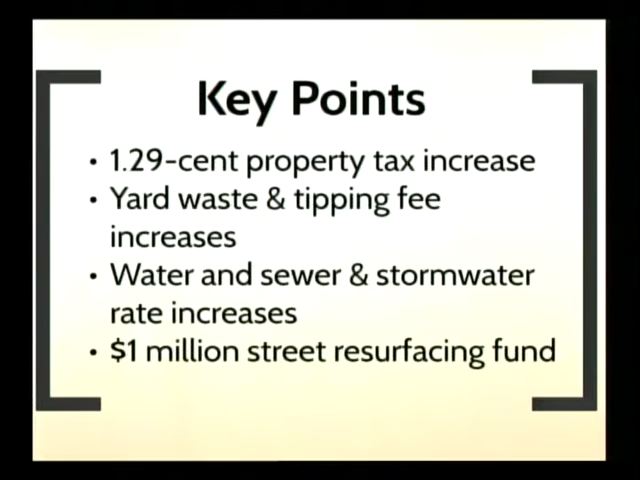 Key Points
• 1.29-cent property tax increase
• Yard waste & tipping fee
increases
• Water and sewer & stormwater
rate increases
• $1 million street resurfacing fund